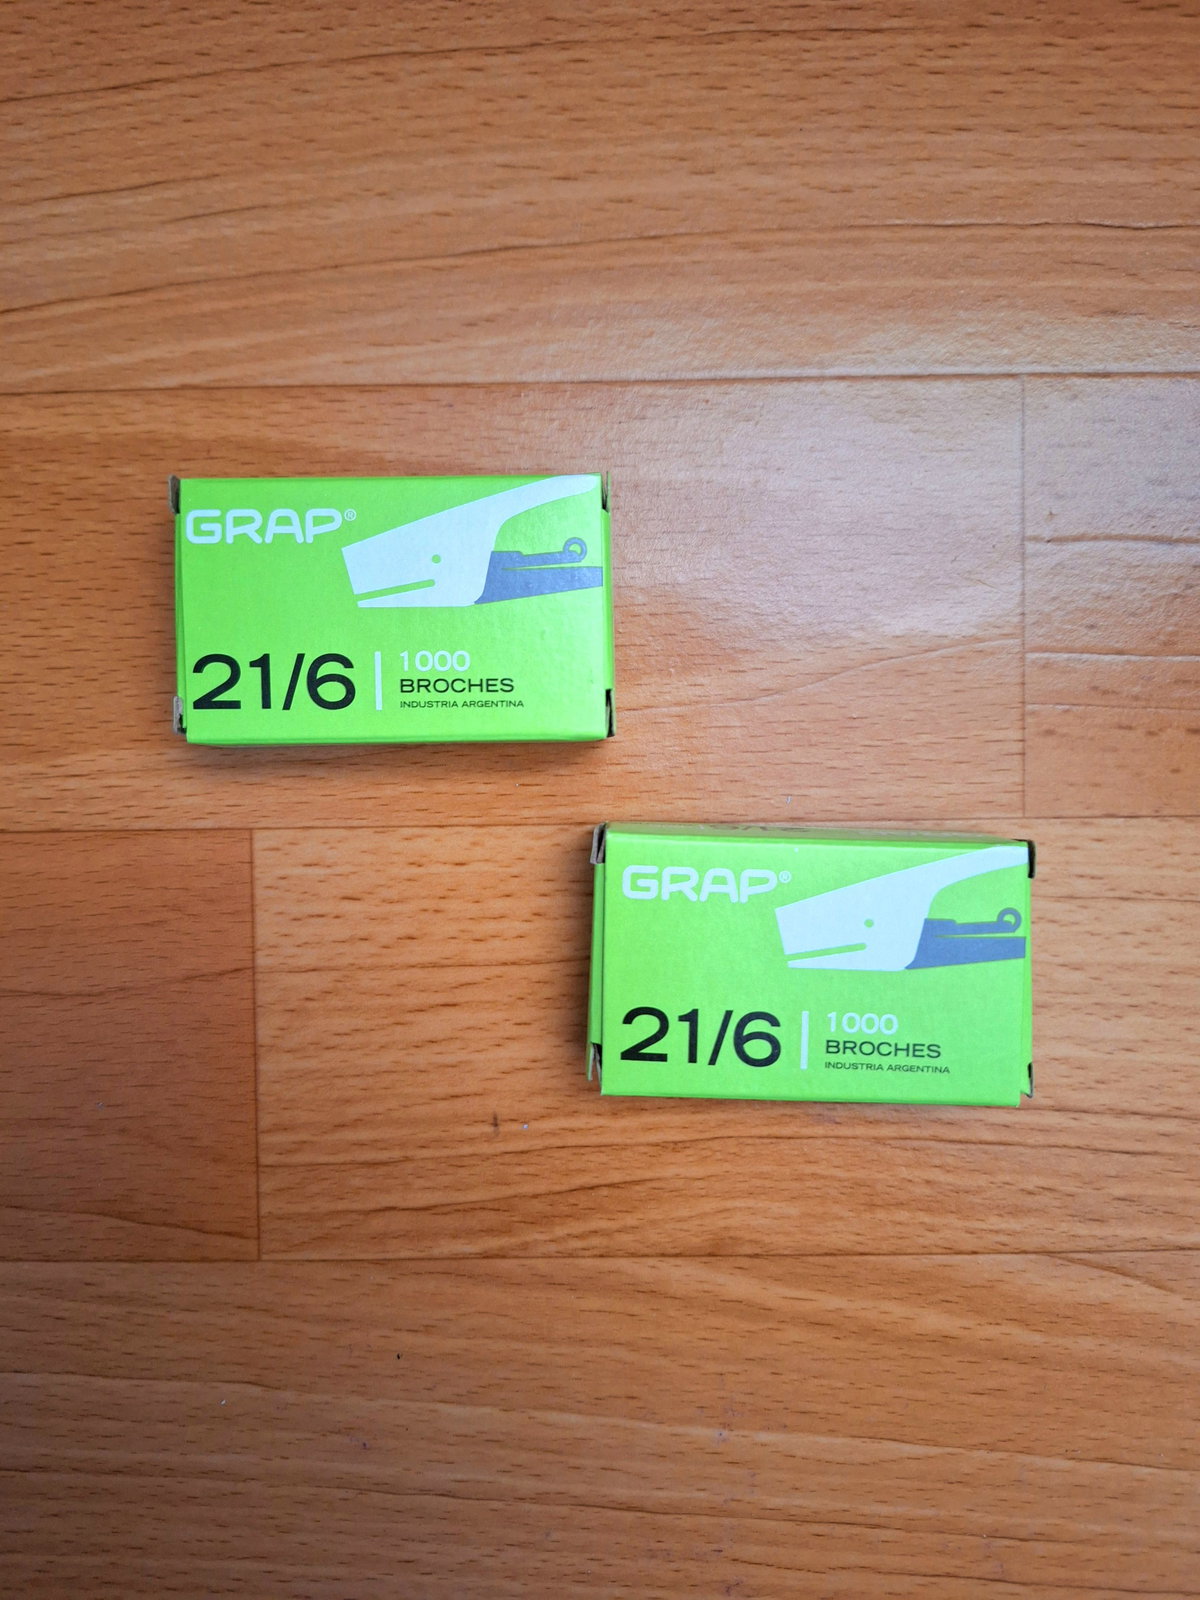 GRAP®
21/6
1000
BROCHES
INDUSTRIA ARGENTINA
GRAP®
21/6
1000
BROCHES
INDUSTRIA ARGENTINA